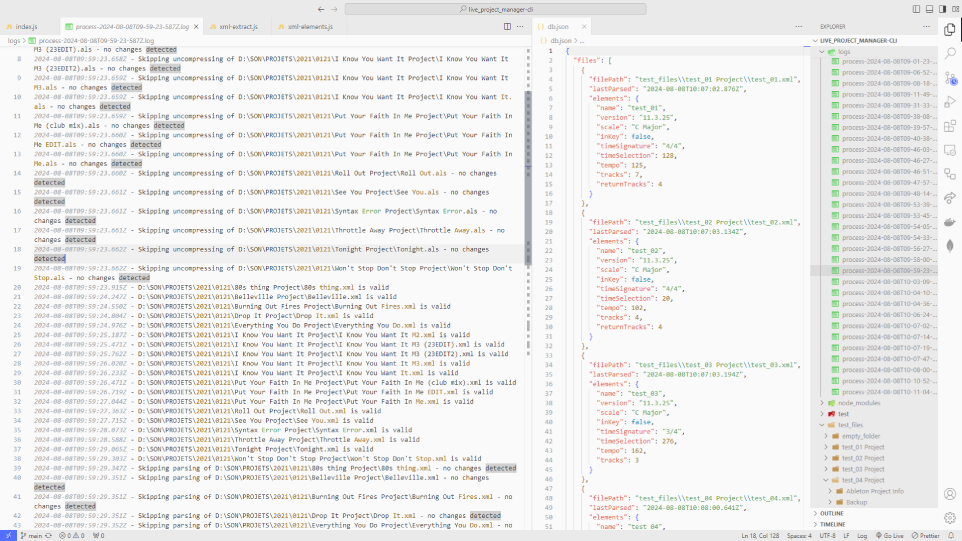 live_project_manager-cli
index.js
process-2024-08-08T09-59-23-587Z.log
xml-extract.js
xml-elements.js
logs > process-2024-08-08T09-59-23-587Z.log
M3 (23EDIT).als - no changes detected
8 2024-08-08T09:59:23.658Z - Skipping uncompressing of D:\SON\PROJETS\2021\0121\I Know You Want It Project\I Know You Want It
M3 (23EDIT2).als - no changes detected
9 2024-08-08T09:59:23.659Z - Skipping uncompressing of D:\SON\PROJETS\2021\0121\I Know You Want It Project\I Know You Want It
M3.als - no changes detected
10 2024-08-08T09:59:23.659Z - Skipping uncompressing of D:\SON\PROJETS\2021\0121\I Know You Want It Project\I Know You Want It.
als - no changes detected
11 2024-08-08T09:59:23.659Z - Skipping uncompressing of D:\SON\PROJETS\2021\0121\Put Your Faith In Me Project\Put Your Faith In
Me (club mix).als - no changes detected
12 2024-08-08T09:59:23.660Z - Skipping uncompressing of D:\SON\PROJETS\2021\0121\Put Your Faith In Me Project\Put Your Faith In
Me EDIT.als - no changes detected
13 2024-08-08T09:59:23.660Z - Skipping uncompressing of D:\SON\PROJETS\2021\0121\Put Your Faith In Me Project\Put Your Faith In
Me.als - no changes detected
14 2024-08-08T09:59:23.660Z - Skipping uncompressing of D:\SON\PROJETS\2021\0121\Roll Out Project\Roll Out.als - no changes
detected
15 2024-08-08T09:59:23.661Z - Skipping uncompressing of D:\SON\PROJETS\2021\0121\See You Project\See You.als - no changes
detected
16 2024-08-08T09:59:23.661Z - Skipping uncompressing of D:\SON\PROJETS\2021\0121\Syntax Error Project\Syntax Error.als - no
changes detected
17 2024-08-08T09:59:23.661Z - Skipping uncompressing of D:\SON\PROJETS\2021\0121\Throttle Away Project\Throttle Away.als - no
changes detected
18 2024-08-08T09:59:23.662Z - Skipping uncompressing of D:\SON\PROJETS\2021\0121\Tonight Project\Tonight.als - no changes
detected
19 2024-08-08T09:59:23.662Z - Skipping uncompressing of D:\SON\PROJETS\2021\0121\Won't Stop Don't Stop Project\Won't Stop Don't
Stop.als - no changes detected
20 2024-08-08T09:59:23.915Z - D:\SON\PROJETS\2021\0121\80s thing Project\80s thing.xml is valid
21 2024-08-08T09:59:24.247Z - D:\SON\PROJETS\2021\0121\Belleville Project\Belleville.xml is valid
22 2024-08-08T09:59:24.550Z - D:\SON\PROJETS\2021\0121\Burning Out Fires Project\Burning Out Fires.xml is valid
23 2024-08-08T09:59:24.804Z - D:\SON\PROJETS\2021\0121\Drop It Project\Drop It.xml is valid
24 2024-08-08T09:59:24.976Z - D:\SON\PROJETS\2021\0121\Everything You Do Project\Everything You Do.xml is valid
25 2024-08-08T09:59:25.187Z - D:\SON\PROJETS\2021\0121\I Know You Want It Project\I Know You Want It M2.xml is valid
26 2024-08-08T09:59:25.417Z - D:\SON\PROJETS\2021\0121\I Know You Want It Project\I Know You Want It M3 (23EDIT).xml is valid
27 2024-08-08T09:59:25.762Z - D:\SON\PROJETS\2021\0121\I Know You Want It Project\I Know You Want It M3 (23EDIT2).xml is valid
28 2024-08-08T09:59:26.020Z - D:\SON\PROJETS\2021\0121\I Know You Want It Project\I Know You Want It M3.xml is valid
29 2024-08-08T09:59:26.233Z - D:\SON\PROJETS\2021\0121\I Know You Want It Project\I Know You Want It.xml is valid
30 2024-08-08T09:59:26.471Z - D:\SON\PROJETS\2021\0121\Put Your Faith In Me Project\Put Your Faith In Me (club mix).xml is valid
31 2024-08-08T09:59:26.759Z - D:\SON\PROJETS\2021\0121\Put Your Faith In Me Project\Put Your Faith In Me EDIT.xml is valid
32 2024-08-08T09:59:27.044Z - D:\SON\PROJETS\2021\0121\Put Your Faith In Me Project\Put Your Faith In Me.xml is valid
33 2024-08-08T09:59:27.363Z - D:\SON\PROJETS\2021\0121\Roll Out Project\Roll Out.xml is valid
34 2024-08-08T09:59:27.715Z - D:\SON\PROJETS\2021\0121\See You Project\See You.xml is valid
35 2024-08-08T09:59:28.073Z - D:\SON\PROJETS\2021\0121\Syntax Error Project\Syntax Error.xml is valid
36 2024-08-08T09:59:28.588Z - D:\SON\PROJETS\2021\0121\Throttle Away Project\Throttle Away.xml is valid
37 2024-08-08T09:59:29.065Z - D:\SON\PROJETS\2021\0121\Tonight Project\Tonight.xml is valid
38 2024-08-08T09:59:29.303Z - D:\SON\PROJETS\2021\0121\Won't Stop Don't Stop Project\Won't Stop Don't Stop.xml is valid
39 2024-08-08T09:59:29.347Z - Skipping parsing of D:\SON\PROJETS\2021\0121\80s thing Project\80s thing.xml - no changes detected
40 2024-08-08T09:59:29.351Z - Skipping parsing of D:\SON\PROJETS\2021\0121\Belleville Project\Belleville.xml - no changes
detected
41 2024-08-08T09:59:29.351Z - Skipping parsing of D:\SON\PROJETS\2021\0121\Burning Out Fires Project\Burning Out Fires.xml - no
changes detected
42 2024-08-08T09:59:29.352Z - Skipping parsing of D:\SON\PROJETS\2021\0121\Drop It Project\Drop It.xml - no changes detected
43 2024-08-08T09:59:29.352Z - Skipping parsing of D:\SON\PROJETS\2021\0121\Everything You Do Project\Everything You Do.xml - no
db.json
db.json > ...
1 {
2 "files": [
3 {
4 "filePath": "test_files\\test_01 Project\\test_01.xml",
5 "lastParsed": "2024-08-08T10:07:02.876Z",
6 "elements": {
7 "name": "test_01",
8 "version": "11.3.25",
9 "scale": "C Major",
10 "inKey": false,
11 "timeSignature": "4/4",
12 "timeSelection": 128,
13 "tempo": 125,
14 "tracks": 7,
15 "returnTracks": 4
16 }
17 },
18 {
19 "filePath": "test_files\\test_02 Project\\test_02.xml",
20 "lastParsed": "2024-08-08T10:07:03.134Z",
21 "elements": {
22 "name": "test_02",
23 "version": "11.3.25",
24 "scale": "C Major",
25 "inKey": false,
26 "timeSignature": "4/4",
27 "timeSelection": 20,
28 "tempo": 102,
29 "tracks": 4,
30 "returnTracks": 4
31 }
32 },
33 {
34 "filePath": "test_files\\test_03 Project\\test_03.xml",
35 "lastParsed": "2024-08-08T10:07:03.194Z",
36 "elements": {
37 "name": "test_03",
38 "version": "11.3.25",
39 "scale": "C Major",
40 "inKey": false,
41 "timeSignature": "3/4",
42 "timeSelection": 276,
43 "tempo": 162,
44 "tracks": 3
45 }
46 },
47 {
48 "filePath": "test_files\\test_04 Project\\test_04.xml",
49 "lastParsed": "2024-08-08T10:08:00.641Z",
50 "elements": {
51 "name": "test_04",
EXPLORER
LIVE_PROJECT_MANAGER-CLI
logs
process-2024-08-08T09-01-23-...
process-2024-08-08T09-06-52-...
process-2024-08-08T09-08-18-...
process-2024-08-08T09-11-49-...
process-2024-08-08T09-31-33-...
process-2024-08-08T09-38-08-...
process-2024-08-08T09-39-57-...
process-2024-08-08T09-40-38-...
process-2024-08-08T09-46-03-...
process-2024-08-08T09-46-27-...
process-2024-08-08T09-46-51-...
process-2024-08-08T09-47-57-...
process-2024-08-08T09-49-14-...
process-2024-08-08T09-53-39-...
process-2024-08-08T09-53-45-...
process-2024-08-08T09-54-23-...
process-2024-08-08T09-54-55-...
process-2024-08-08T09-56-27-...
process-2024-08-08T09-59-23-...
process-2024-08-08T10-03-09-...
process-2024-08-08T10-04-10-...
process-2024-08-08T10-04-36-...
process-2024-08-08T10-06-24-...
process-2024-08-08T10-07-02-...
process-2024-08-08T10-07-14-...
process-2024-08-08T10-07-19-...
process-2024-08-08T10-07-47-...
process-2024-08-08T10-08-00-...
process-2024-08-08T10-10-52-...
process-2024-08-08T10-11-04-...
node_modules
test
test_files
empty_folder
test_01 Project
test_02 Project
test_03 Project
test_04 Project
Ableton Project Info
Backup
OUTLINE
TIMELINE
main
0 0
0
Ln 18, Col 128
Spaces: 4
UTF-8
LF
Log
Go Live
Prettier